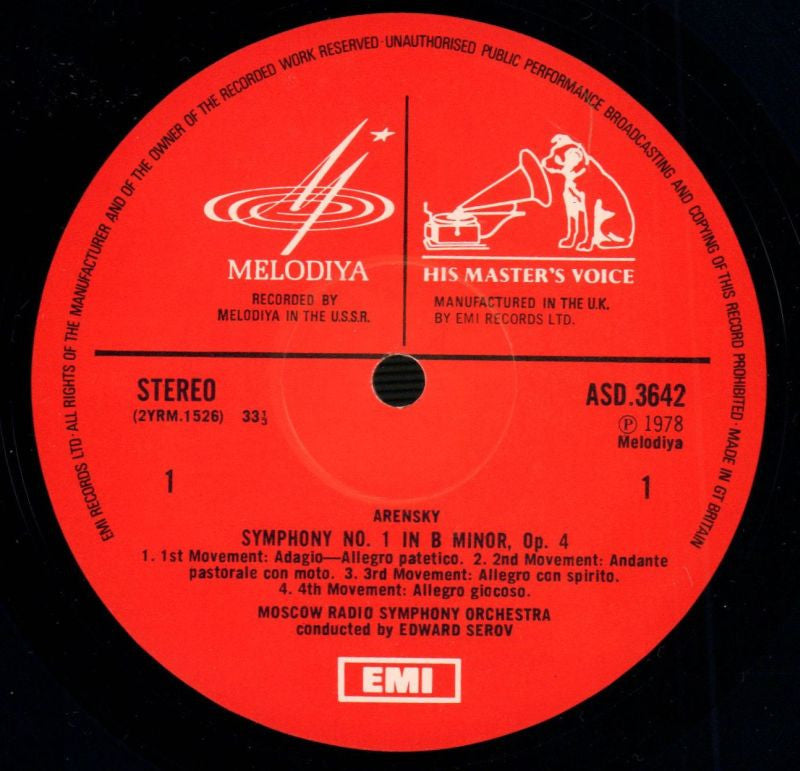 EMI RECORDS LTD·ALL RIGHTS OF THE MANUFACTURER AND OF THE OWNER OF THE RECORDED WORK RESERVED·UNAUTHORISED PUBLIC PERFORMANCE BROADCASTING AND COPYING OF THIS RECORD PROHIBITED·MADE IN GT BRITAIN
MELODIYA
RECORDED BY
MELODIYA IN THE U.S.S.R.
HIS MASTER'S VOICE
MANUFACTURED IN THE U.K.
BY EMI RECORDS LTD.
STEREO
(2YRM.1526) 33⅓
ASD.3642
Ⓟ 1978
Melodiya
1
1
ARENSKY
SYMPHONY NO. 1 IN B MINOR, Op. 4
1. 1st Movement: Adagio—Allegro patetico. 2. 2nd Movement: Andante
pastorale con moto. 3. 3rd Movement: Allegro con spirito.
4. 4th Movement: Allegro giocoso.
MOSCOW RADIO SYMPHONY ORCHESTRA
conducted by EDWARD SEROV
EMI